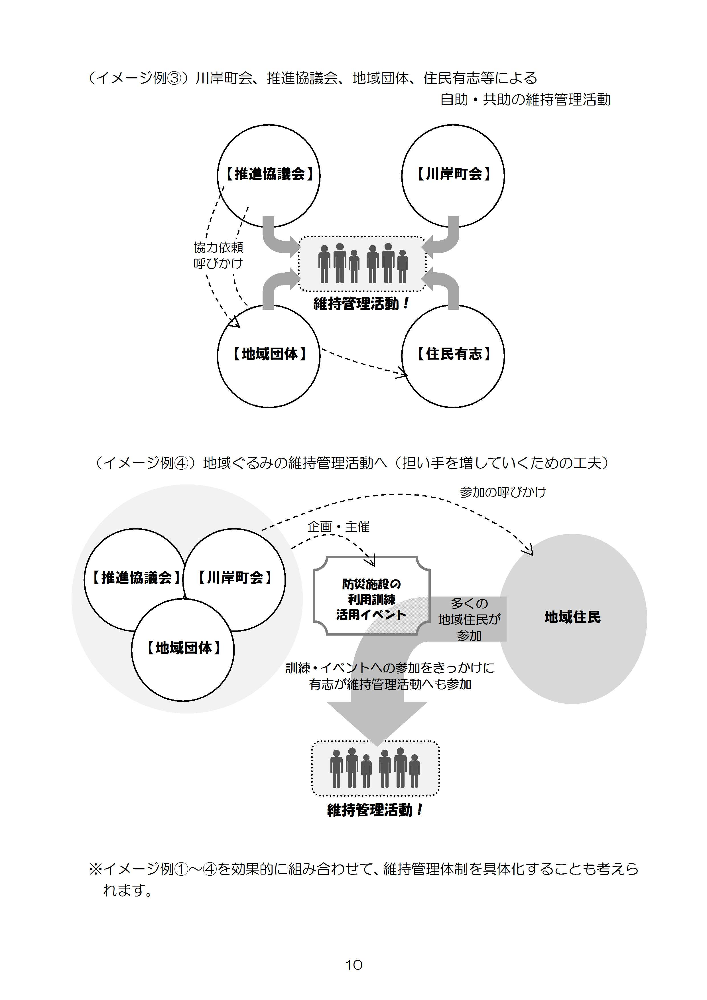 （イメージ例③）川岸町会、推進協議会、地域団体、住民有志等による
自助・共助の維持管理活動
【推進協議会】
【川岸町会】
協力依頼
呼びかけ
維持管理活動！
【地域団体】
【住民有志】
（イメージ例④）地域ぐるみの維持管理活動へ（担い手を増していくための工夫）
参加の呼びかけ
企画・主催
【推進協議会】
【川岸町会】
【地域団体】
防災施設の
利用訓練
活用イベント
多くの
地域住民が
参加
地域住民
訓練・イベントへの参加をきっかけに
有志が維持管理活動へも参加
維持管理活動！
※イメージ例①～④を効果的に組み合わせて、維持管理体制を具体化することも考えら
れます。
10